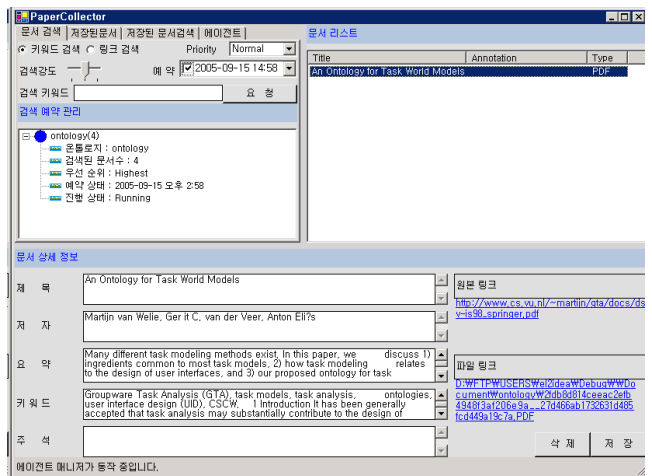 PaperCollector
문서 검색 저장된문서 저장된 문서검색 에이전트
키워드 검색 링크 검색 Priority Normal
검색강도 예 약 2005-09-15 14:58
검색 키워드 요 청
검색 예약 관리
ontology(4)
온톨로지 : ontology
검색된 문서수 : 4
우선 순위 : Highest
예약 상태 : 2005-09-15 오후 2:58
진행 상태 : Running
문서 리스트
Title Annotation Type
An Ontology for Task World Models PDF
문서 상세 정보
제 목 An Ontology for Task World Models
저 자 Martijn van Welie, Ger it C, van der Veer, Anton Eli?s
요 약 Many different task modeling methods exist, In this paper, we discuss 1)
ingredients common to most task models, 2) how task modeling relates
to the design of user interfaces, and 3) our proposed ontology for task
키 워 드 Groupware Task Analysis (GTA), task models, task analysis, ontologies,
user interface design (UID), CSCW, 1 Introduction It has been generally
accepted that task analysis may substantially contribute to the design of
주 석
원본 링크
http://www.cs.vu.nl/~martijn/gta/docs/ds
v-is98_springer.pdf
파일 링크
D:₩FTP₩USERS₩el2idea₩Debug₩₩Do
cument₩ontology₩2fdb8d814ceeac2efb
4948f3af206e9a__27d466ab1732631d485
fcd449a19c7a.PDF
삭 제 저 장
에이전트 매니저가 동작 중입니다.